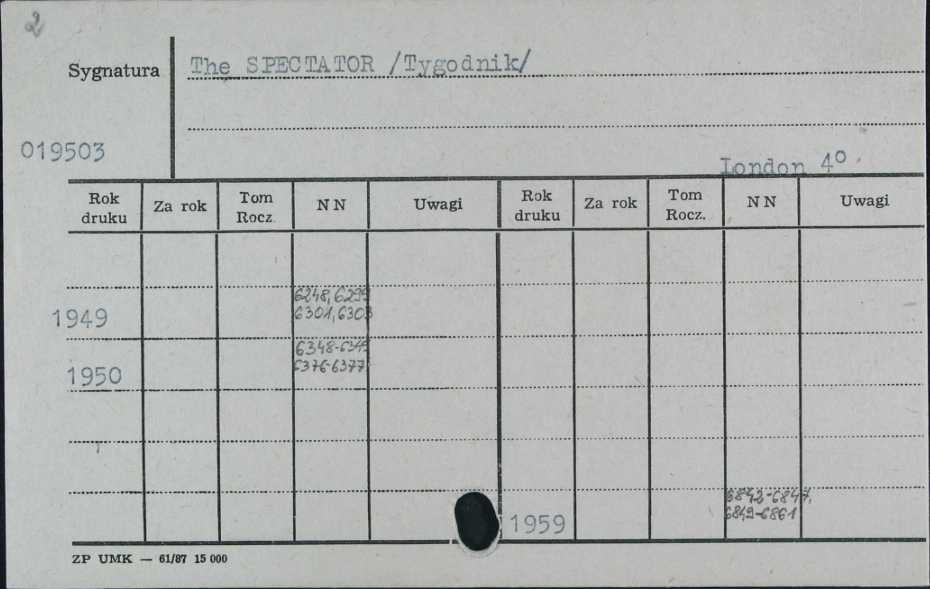 2
The SPECTATOR /Tygodnik/
Sygnatura
019503
London 4°
Rok druku Za rok Tom Rocz. NN Uwagi Rok druku Za rok Tom Rocz. NN Uwagi
6248, 6299
1949 6301, 6303
6348-6349
1950 6376-6377
6842-6847,
1959 6849-6861
ZP UMK — 61/87 15 000